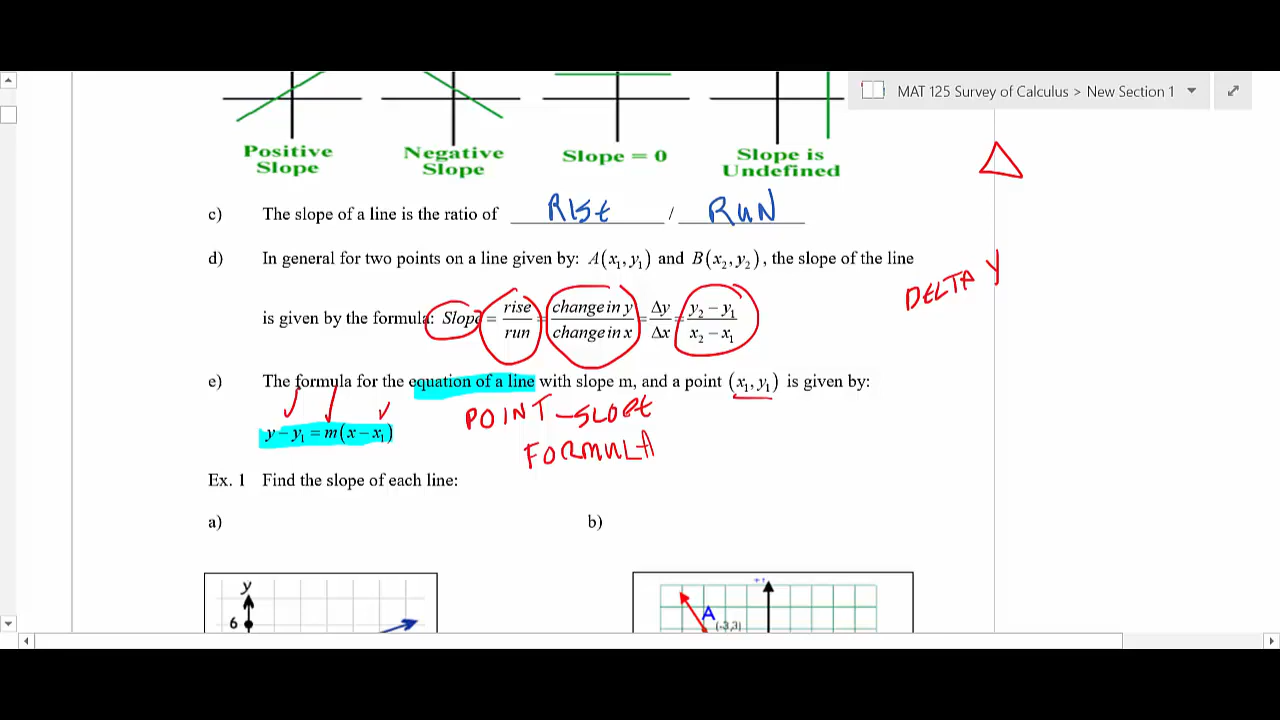 MAT 125 Survey of Calculus > New Section 1
Positive Slope
Negative Slope
Slope = 0
Slope is Undefined
c) The slope of a line is the ratio of RISE / RUN
d) In general for two points on a line given by: A(x₁, y₁) and B(x₂, y₂), the slope of the line
DELTA y
is given by the formula: Slope = rise/run = change in y/change in x = Δy/Δx = y₂ − y₁/x₂ − x₁
e) The formula for the equation of a line with slope m, and a point (x₁, y₁) is given by:
y − y₁ = m(x − x₁)
POINT-SLOPE
FORMULA
Ex. 1 Find the slope of each line:
a) b)
y
6
A
(-3,3)